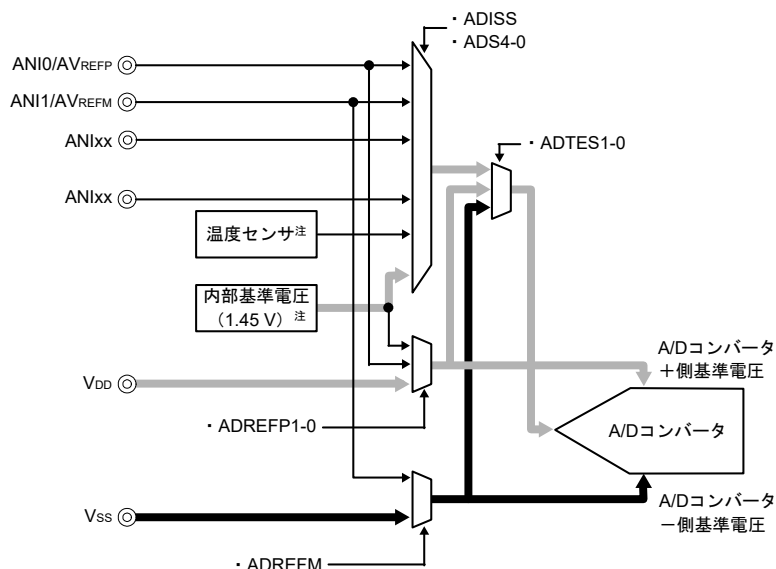 ・ ADISS
・ ADS4-0
ANI0/AVREFP
ANI1/AVREFM
ANIxx
・ ADTES1-0
ANIxx
温度センサ注
内部基準電圧
（1.45 V）注
A/Dコンバータ
＋側基準電圧
VDD
・ ADREFP1-0
A/Dコンバータ
VSS
A/Dコンバータ
－側基準電圧
・ ADREFM